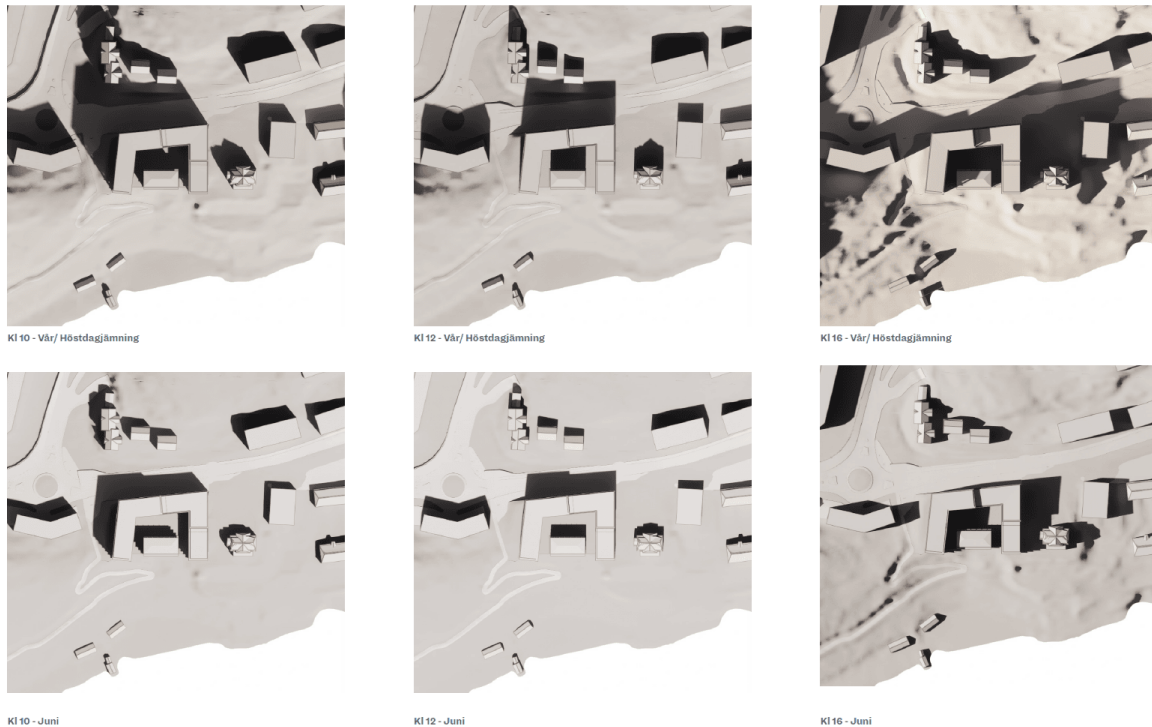 Kl 10 - Vår/ Höstdagjämning
Kl 12 - Vår/ Höstdagjämning
Kl 16 - Vår/ Höstdagjämning
Kl 10 - Juni
Kl 12 - Juni
Kl 16 - Juni